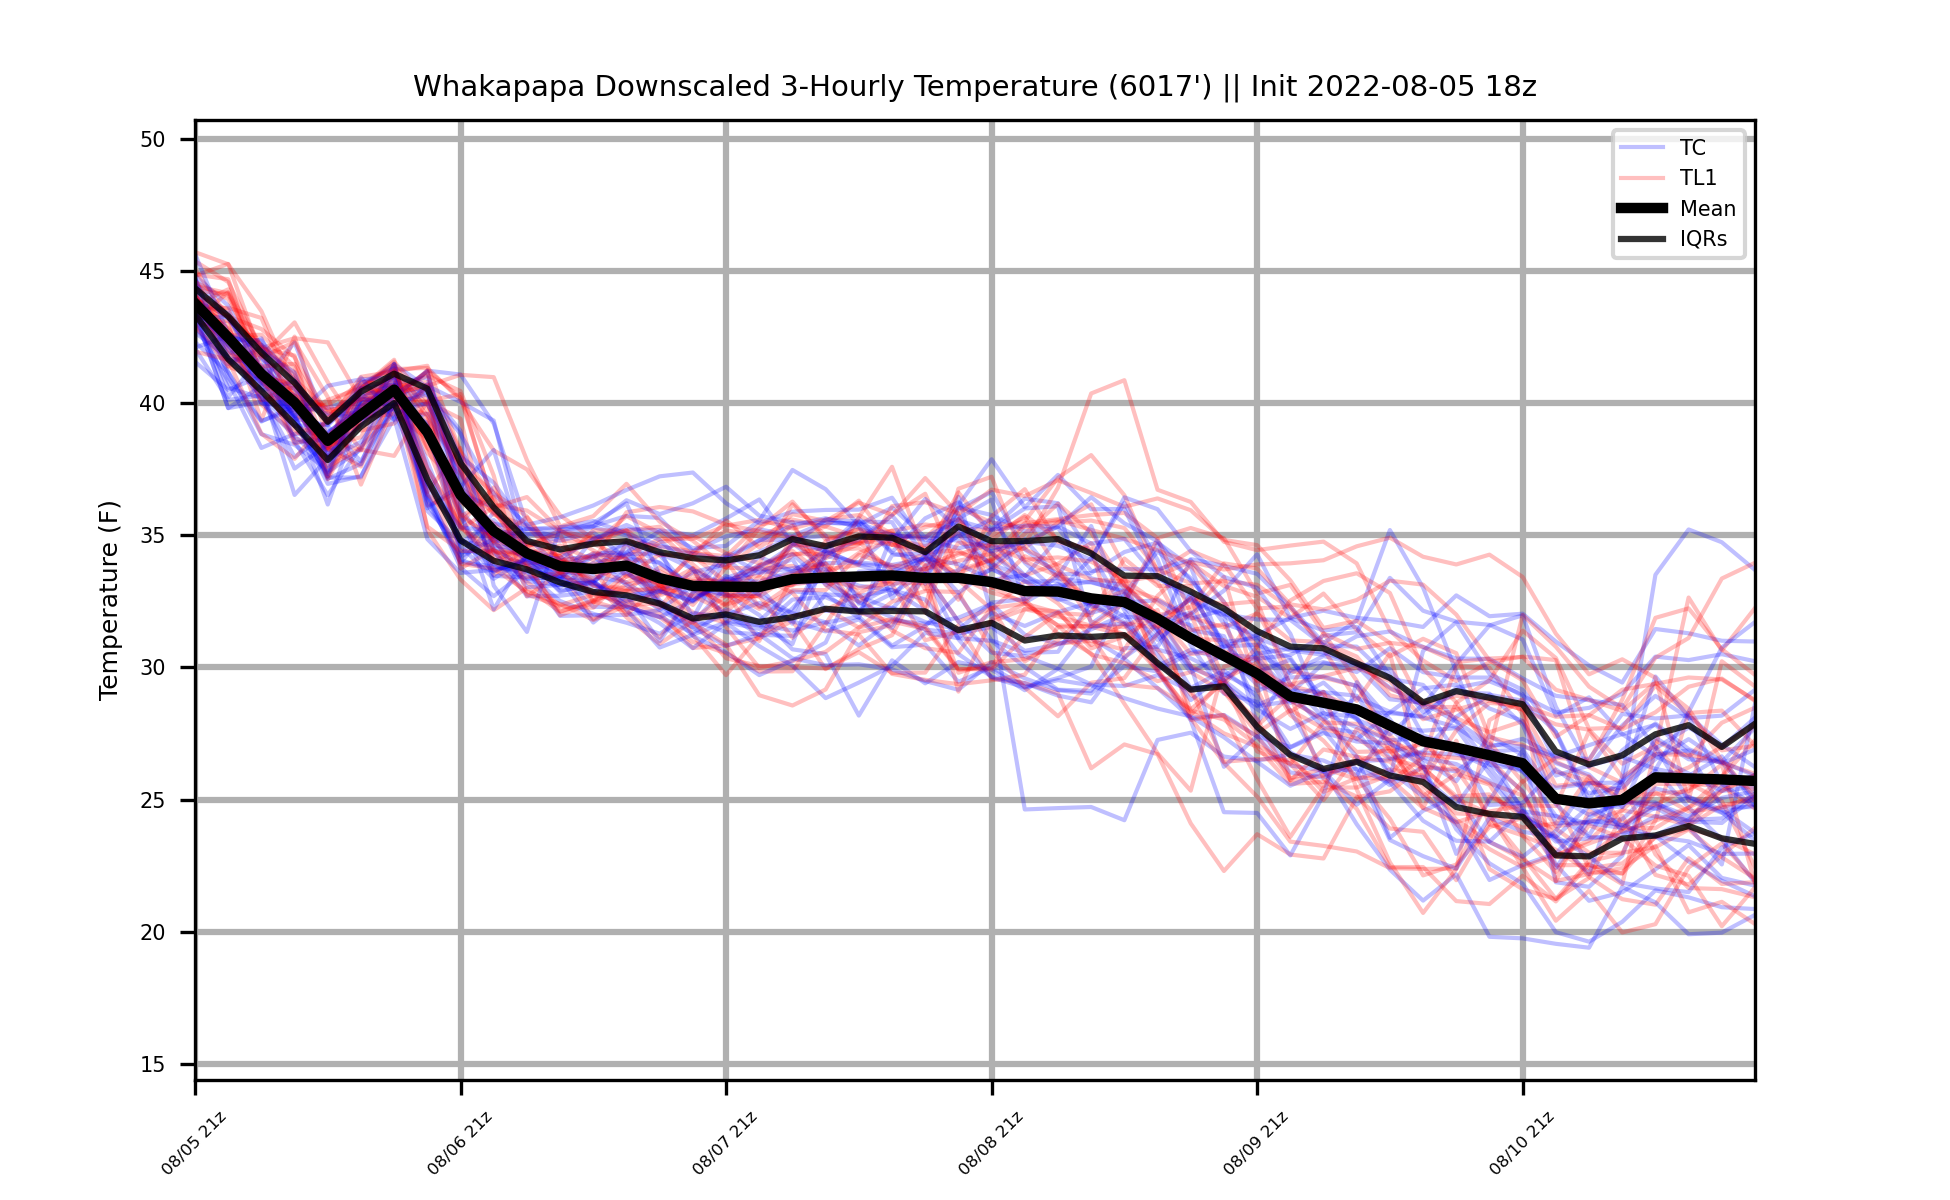 Whakapapa Downscaled 3-Hourly Temperature (6017') || Init 2022-08-05 18z
TC
TL1
Mean
IQRs
Temperature (F)
50
45
40
35
30
25
20
15
08/05 21z
08/06 21z
08/07 21z
08/08 21z
08/09 21z
08/10 21z